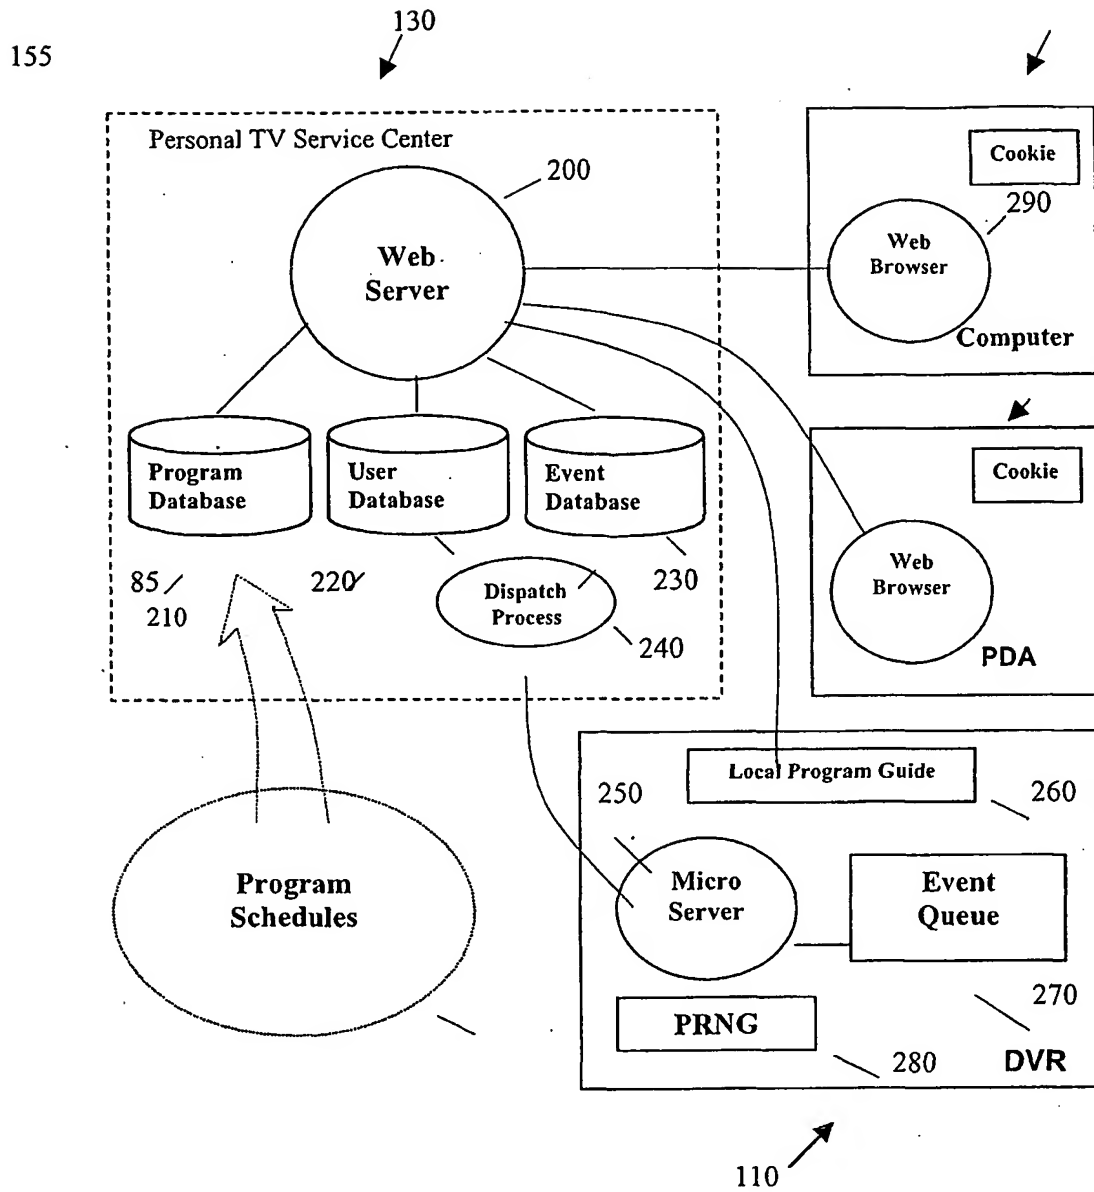 130
155
Personal TV Service Center
200
Web
Server
Cookie
290
Web
Browser
Computer
Program
Database
User
Database
Event
Database
Cookie
Web
Browser
PDA
85
210
220
Dispatch
Process
230
240
Local Program Guide
250
260
Micro
Server
Event
Queue
Program
Schedules
270
PRNG
280
DVR
110